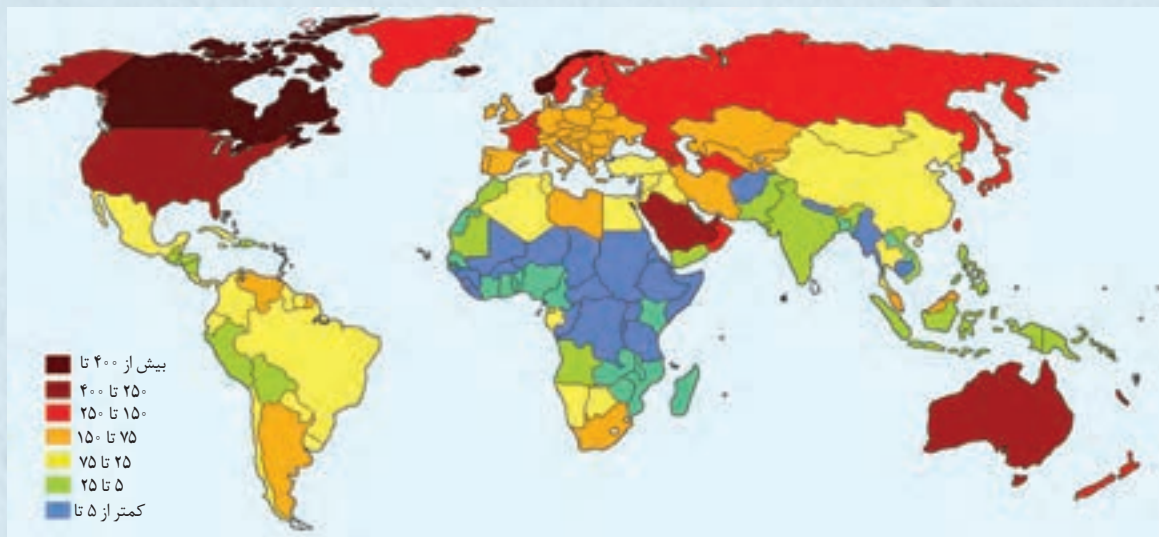 بیش از ۴۰۰ تا
۲۵۰ تا ۴۰۰
۱۵۰ تا ۲۵۰
۷۵ تا ۱۵۰
۲۵ تا ۷۵
۵ تا ۲۵
کمتر از ۵ تا